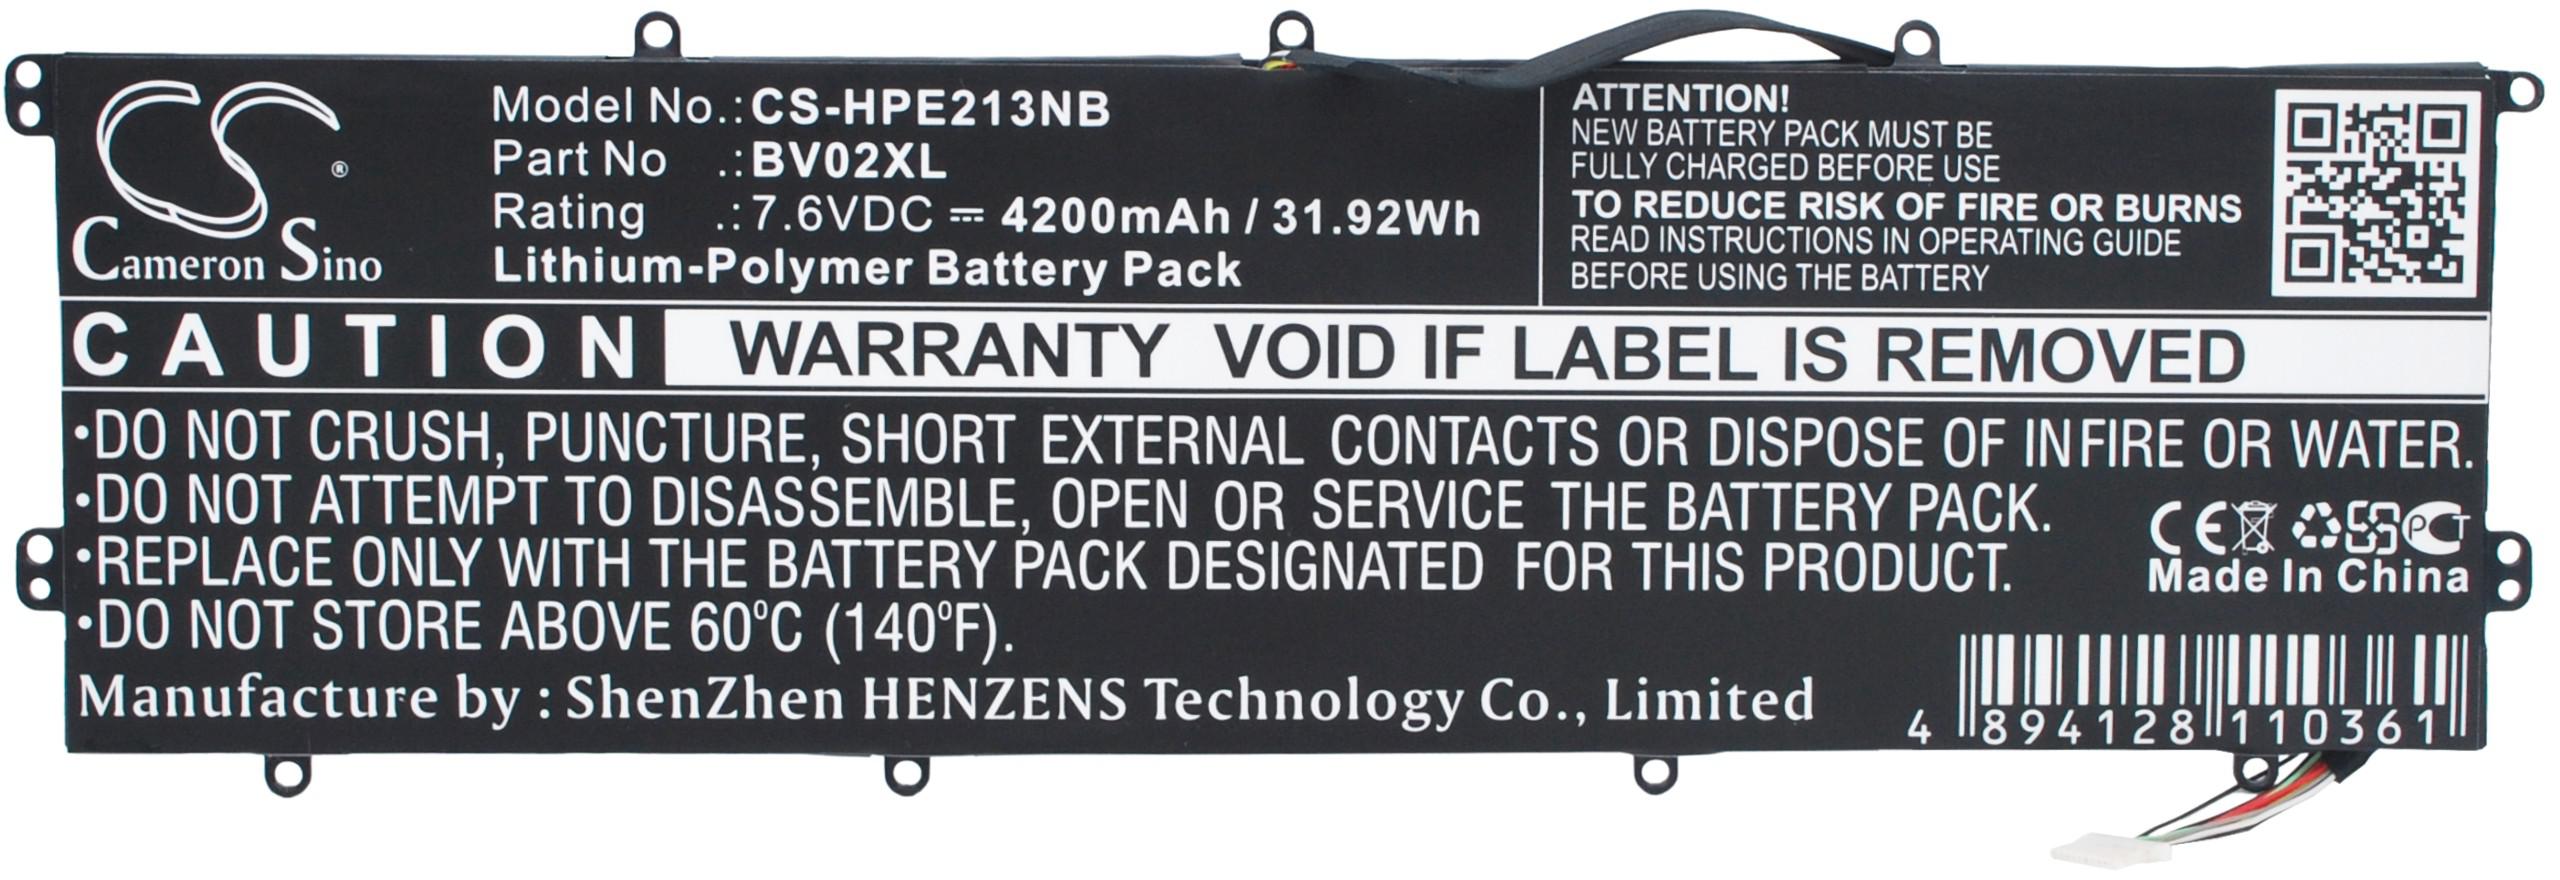 CS
®
Cameron Sino
Model No.:CS-HPE213NB
Part No .:BV02XL
Rating .:7.6VDC ⎓ 4200mAh / 31.92Wh
Lithium-Polymer Battery Pack
ATTENTION!
NEW BATTERY PACK MUST BE
FULLY CHARGED BEFORE USE
TO REDUCE RISK OF FIRE OR BURNS
READ INSTRUCTIONS IN OPERATING GUIDE
BEFORE USING THE BATTERY
CAUTION WARRANTY VOID IF LABEL IS REMOVED
•DO NOT CRUSH, PUNCTURE, SHORT EXTERNAL CONTACTS OR DISPOSE OF IN FIRE OR WATER.
•DO NOT ATTEMPT TO DISASSEMBLE, OPEN OR SERVICE THE BATTERY PACK.
•REPLACE ONLY WITH THE BATTERY PACK DESIGNATED FOR THIS PRODUCT.
•DO NOT STORE ABOVE 60°C (140°F).
CE PCT
Made In China
Manufacture by : ShenZhen HENZENS Technology Co., Limited
4 894128 110361